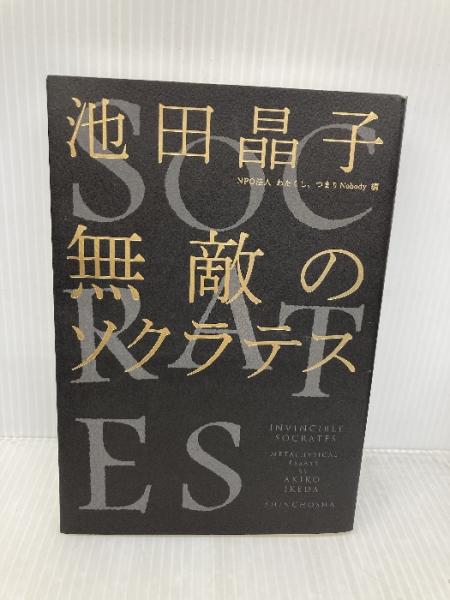 池田晶子
NPO法人 わたくし、つまりNobody 編
無敵の
ソクラテス
SOC
RAT
ES
INVINCIBLE
SOCRATES
METAPHYSICAL
ESSAYS
BY
AKIKO
IKEDA
SHINCHOSHA